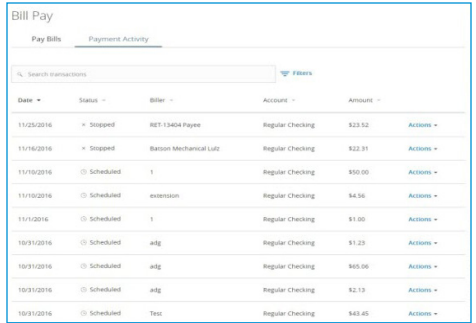 Bill Pay
Pay Bills Payment Activity
Search transactions Filters
Date Status Biller Account Amount
11/25/2016 Stopped RET-13404 Payee Regular Checking $23.52 Actions
11/16/2016 Stopped Batson Mechanical Lulz Regular Checking $22.31 Actions
11/10/2016 Scheduled 1 Regular Checking $50.00 Actions
11/10/2016 Scheduled extension Regular Checking $4.56 Actions
11/1/2016 Scheduled 1 Regular Checking $1.00 Actions
10/31/2016 Scheduled adg Regular Checking $1.23 Actions
10/31/2016 Scheduled adg Regular Checking $65.06 Actions
10/31/2016 Scheduled adg Regular Checking $2.13 Actions
10/31/2016 Scheduled Test Regular Checking $43.45 Actions